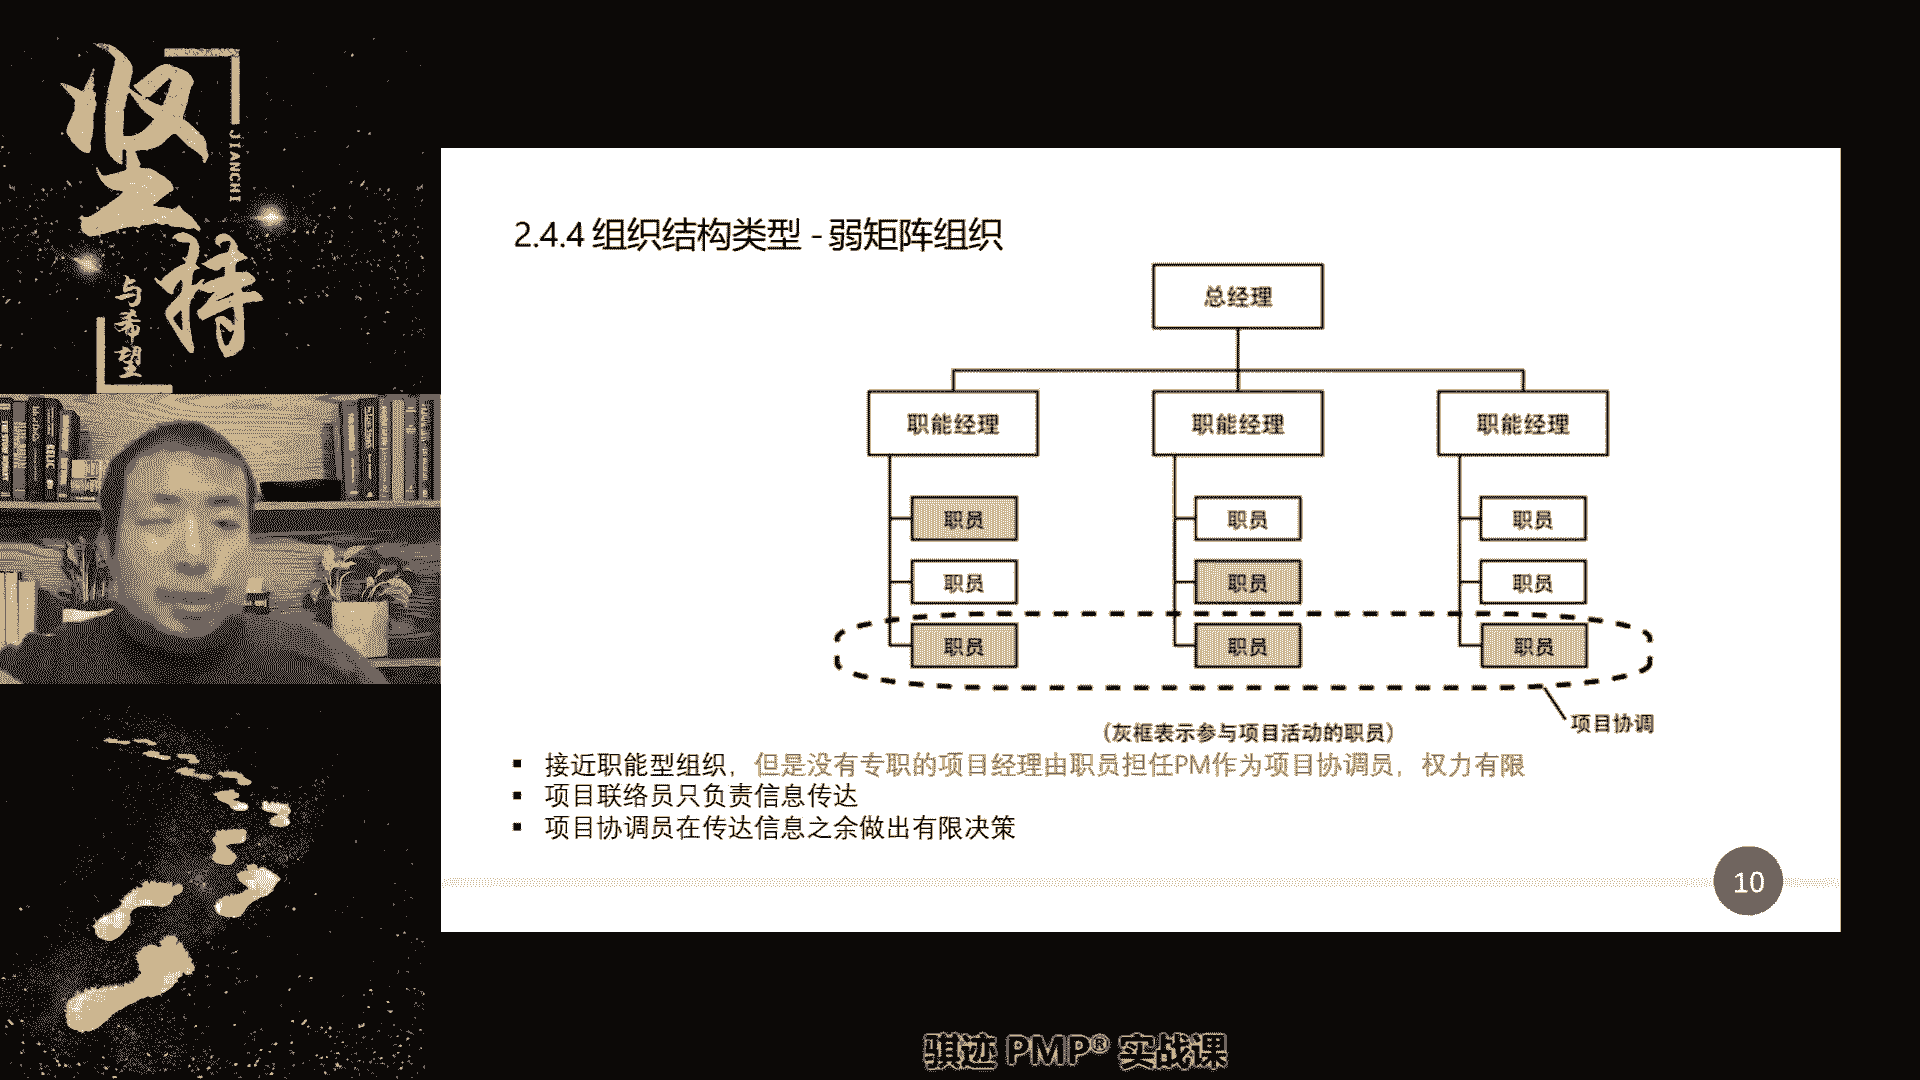 坚持
JIANCHI
与希望
2.4.4 组织结构类型 - 弱矩阵组织
总经理
职能经理 职能经理 职能经理
职员 职员 职员
职员 职员 职员
职员 职员 职员
项目协调
(灰框表示参与项目活动的职员)
▪ 接近职能型组织，但是没有专职的项目经理由职员担任PM作为项目协调员，权力有限
▪ 项目联络员只负责信息传达
▪ 项目协调员在传达信息之余做出有限决策
10
骐迹 PMP® 实战课